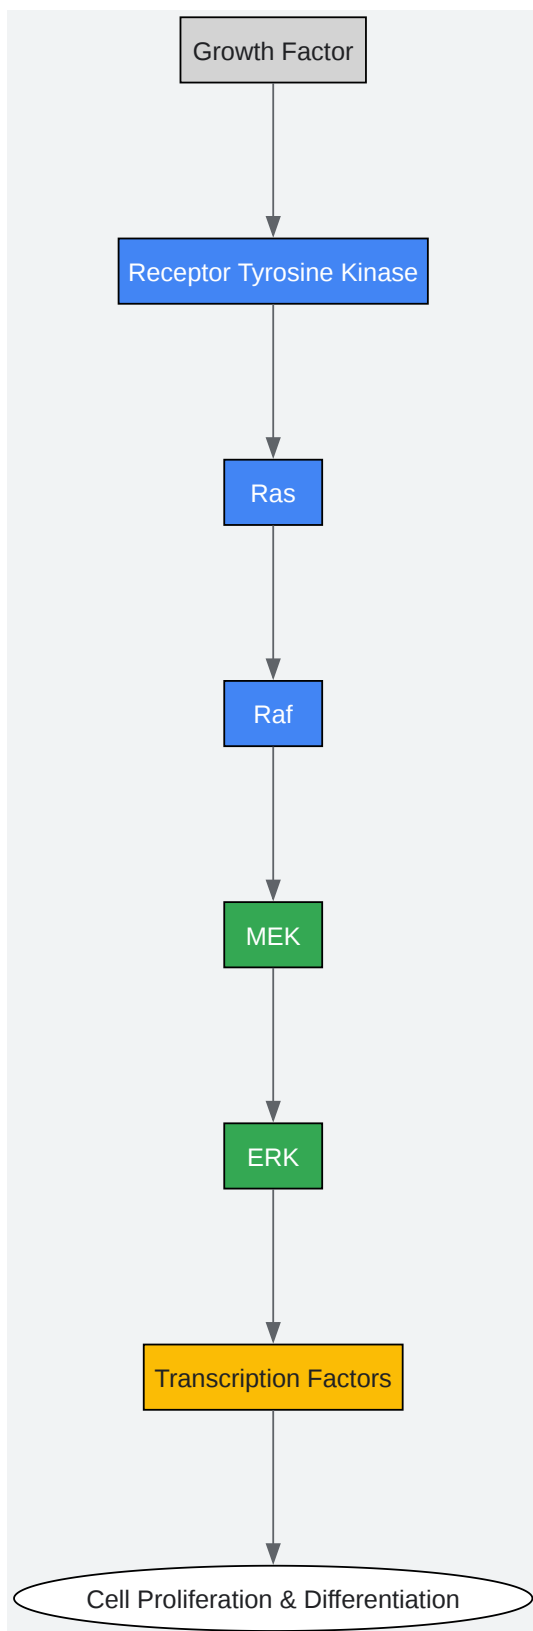 Growth Factor
Receptor Tyrosine Kinase
Ras
Raf
MEK
ERK
Transcription Factors
Cell Proliferation & Differentiation